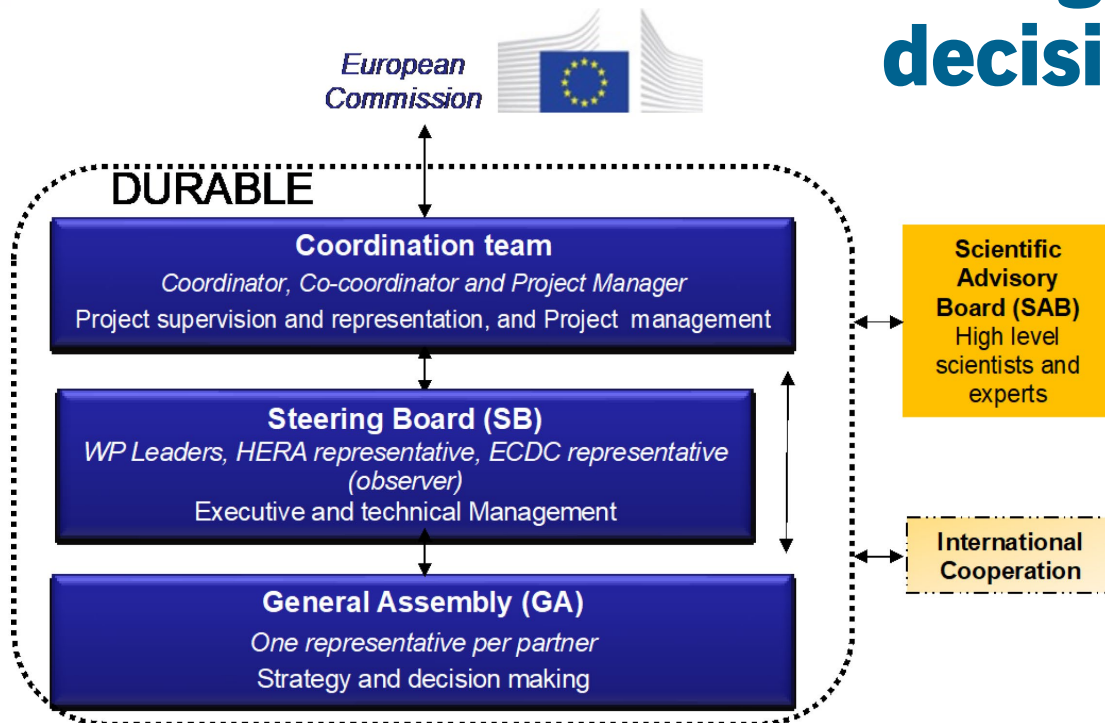 decisi
European
Commission
DURABLE
Coordination team
Coordinator, Co-coordinator and Project Manager
Project supervision and representation, and Project management
Steering Board (SB)
WP Leaders, HERA representative, ECDC representative
(observer)
Executive and technical Management
General Assembly (GA)
One representative per partner
Strategy and decision making
Scientific
Advisory
Board (SAB)
High level
scientists and
experts
International
Cooperation